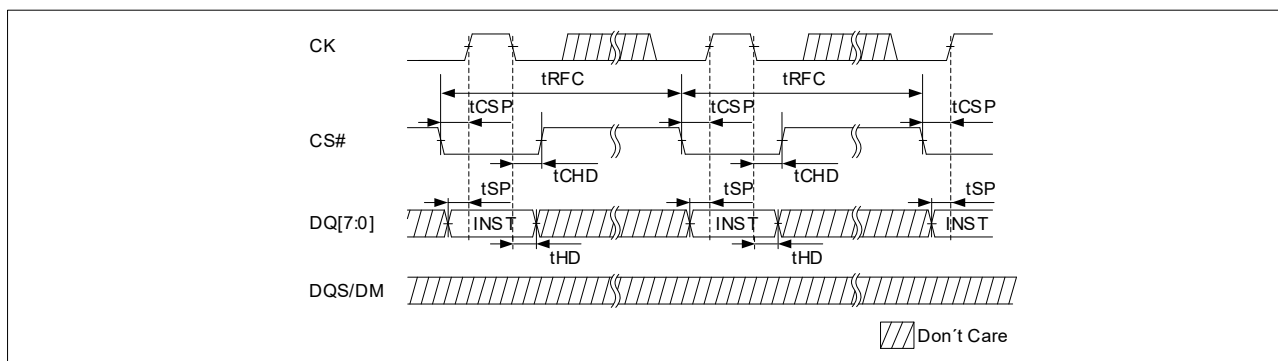 CK
tRFC tRFC
tCSP tCSP tCSP
CS#
tCHD tCHD
tSP tSP tSP
DQ[7:0] INST INST INST
tHD tHD
DQS/DM
Don´t Care